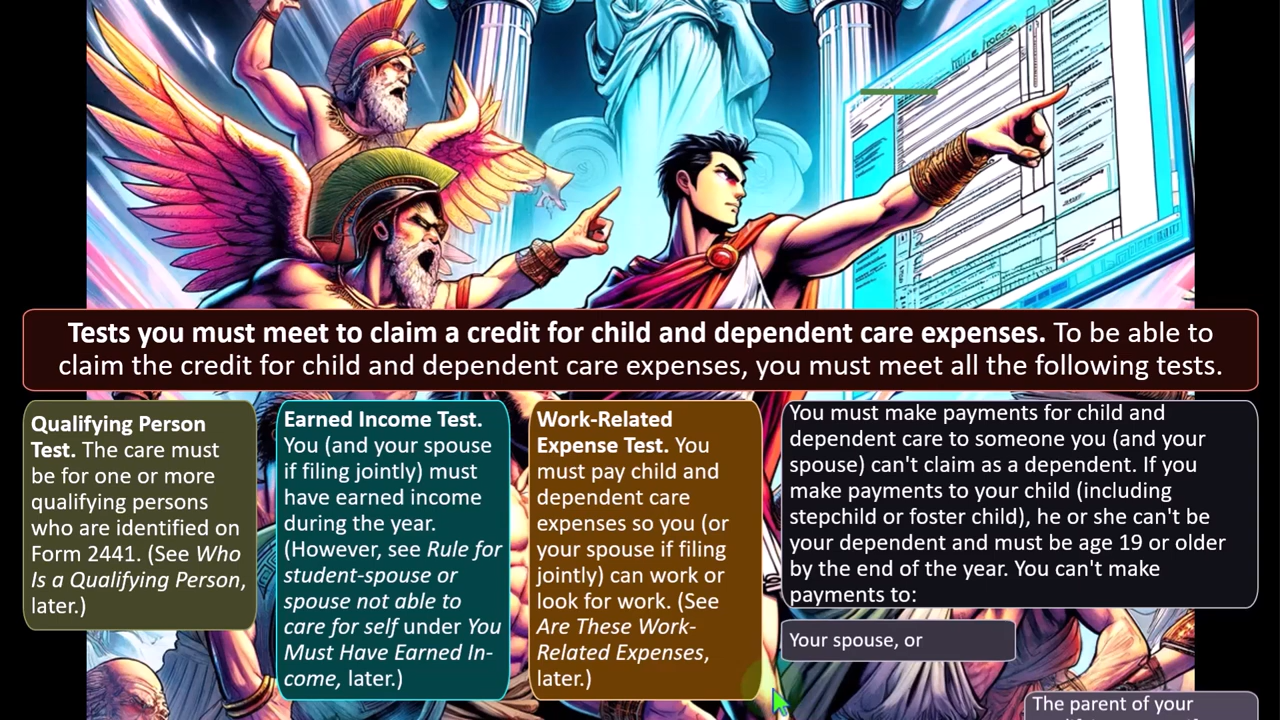 Tests you must meet to claim a credit for child and dependent care expenses. To be able to
claim the credit for child and dependent care expenses, you must meet all the following tests.
Qualifying Person
Test. The care must
be for one or more
qualifying persons
who are identified on
Form 2441. (See Who
Is a Qualifying Person,
later.)
Earned Income Test.
You (and your spouse
if filing jointly) must
have earned income
during the year.
(However, see Rule for
student-spouse or
spouse not able to
care for self under You
Must Have Earned In-
come, later.)
Work-Related
Expense Test. You
must pay child and
dependent care
expenses so you (or
your spouse if filing
jointly) can work or
look for work. (See
Are These Work-
Related Expenses,
later.)
You must make payments for child and
dependent care to someone you (and your
spouse) can't claim as a dependent. If you
make payments to your child (including
stepchild or foster child), he or she can't be
your dependent and must be age 19 or older
by the end of the year. You can't make
payments to:
Your spouse, or
The parent of your